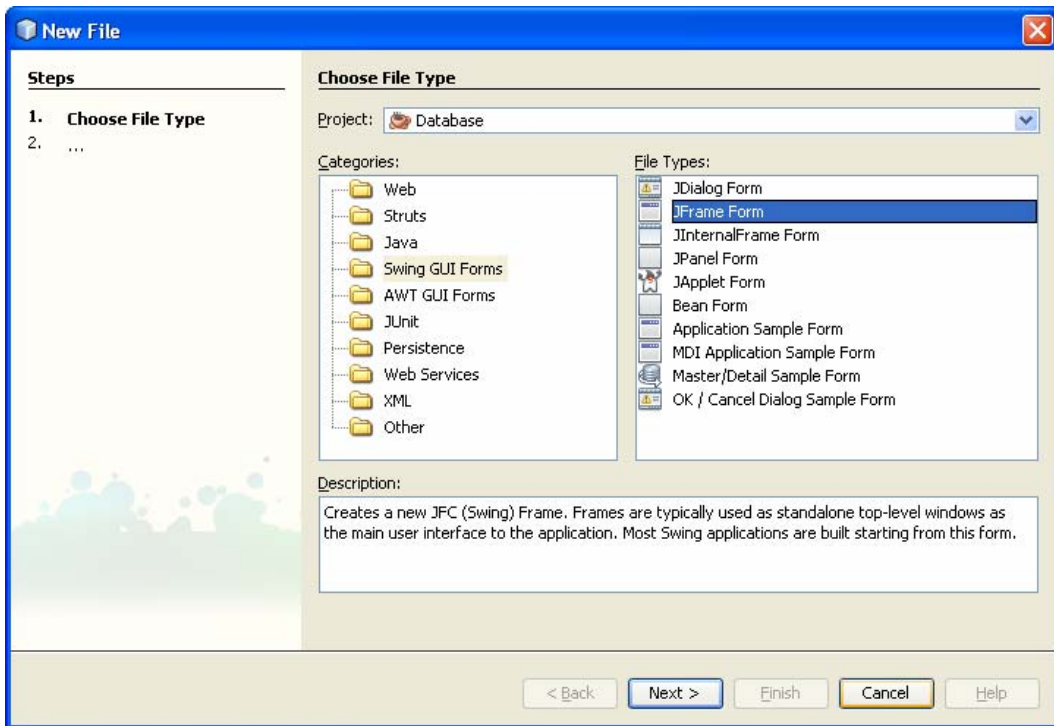 New File
Steps
1. Choose File Type
2. ...
Choose File Type
Project: Database
Categories:
Web
Struts
Java
Swing GUI Forms
AWT GUI Forms
JUnit
Persistence
Web Services
XML
Other
File Types:
JDialog Form
JFrame Form
JInternalFrame Form
JPanel Form
JApplet Form
Bean Form
Application Sample Form
MDI Application Sample Form
Master/Detail Sample Form
OK / Cancel Dialog Sample Form
Description:
Creates a new JFC (Swing) Frame. Frames are typically used as standalone top-level windows as
the main user interface to the application. Most Swing applications are built starting from this form.
< Back Next > Finish Cancel Help